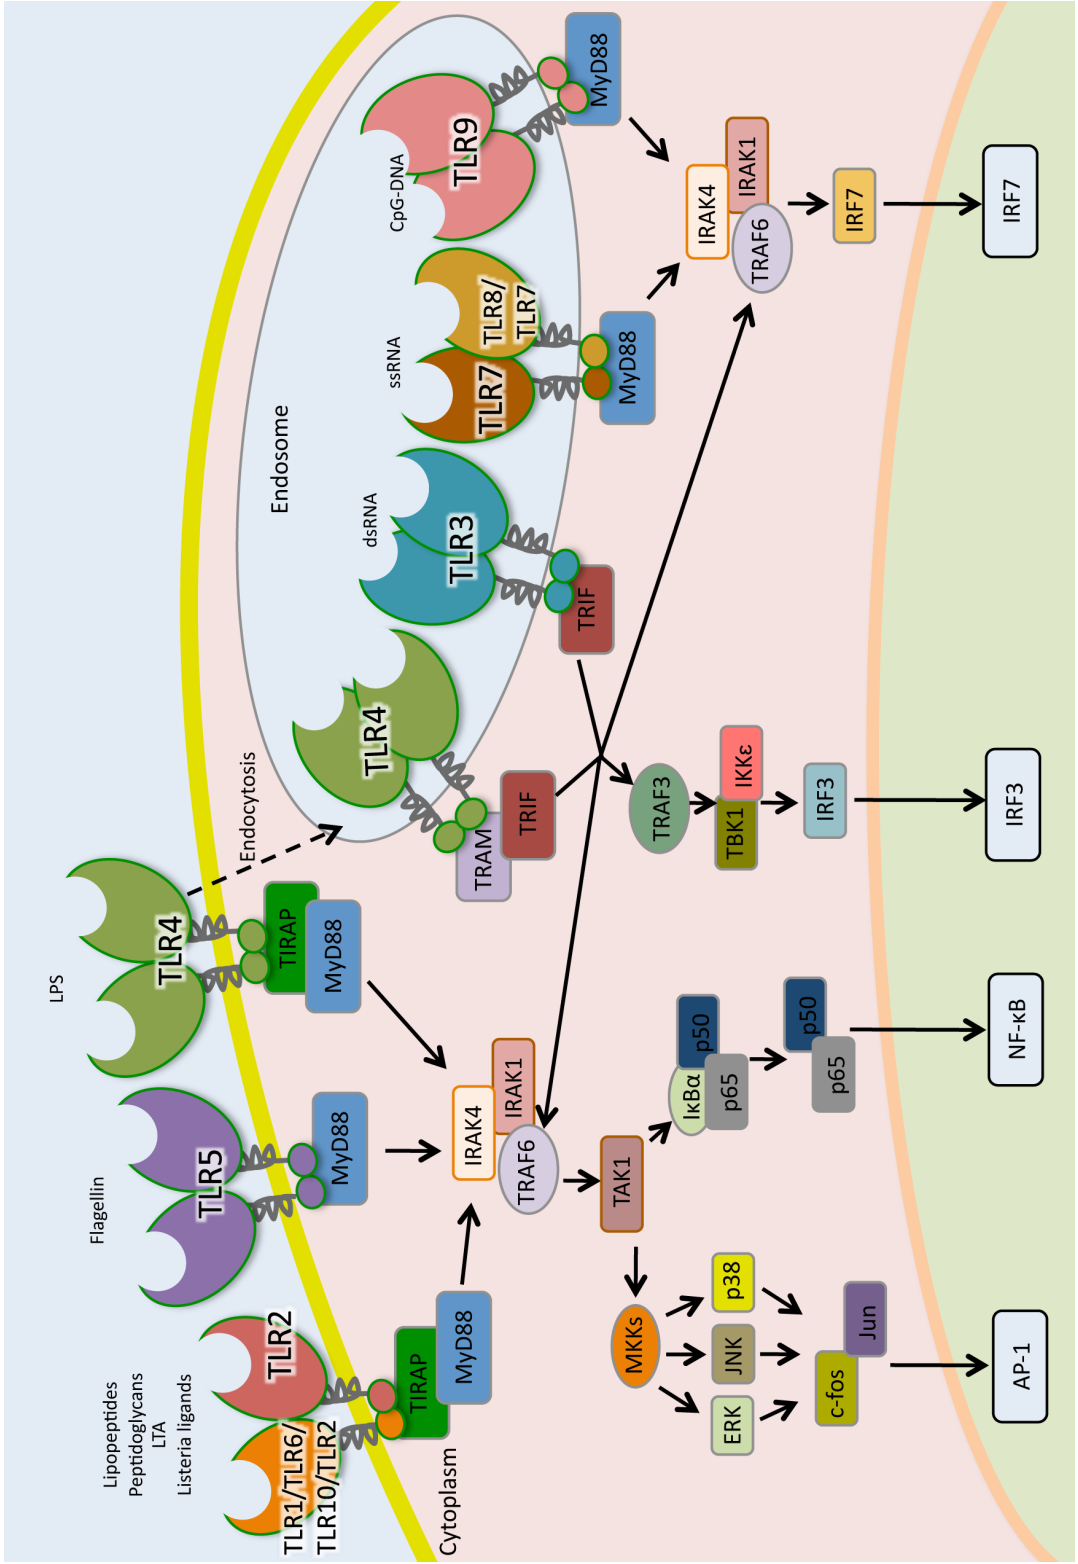 Lipopeptides
Peptidoglycans
LTA
Listeria ligands
TLR1/TLR6/
TLR10/TLR2
TLR2
TIRAP
MyD88
Cytoplasm
Flagellin
TLR5
MyD88
LPS
TLR4
TIRAP
MyD88
Endocytosis
Endosome
TLR4
TRAM
TRIF
dsRNA
TLR3
TRIF
ssRNA
TLR7
TLR8/
TLR7
MyD88
CpG-DNA
TLR9
MyD88
IRAK4
IRAK1
TRAF6
TAK1
MKKs
ERK
JNK
p38
c-fos
Jun
AP-1
IκBα
p50
p65
p50
p65
NF-κB
TRAF3
TBK1
IKKε
IRF3
IRF3
IRAK4
IRAK1
TRAF6
IRF7
IRF7